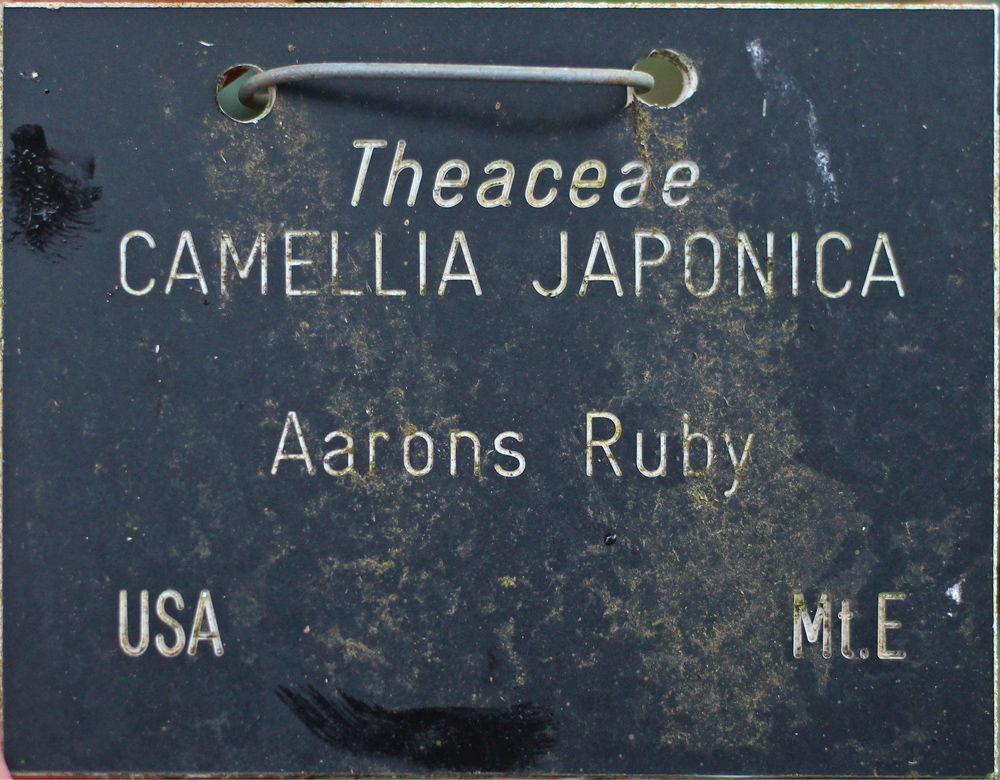 Theaceae
CAMELLIA JAPONICA
Aarons Ruby
USA Mt.E